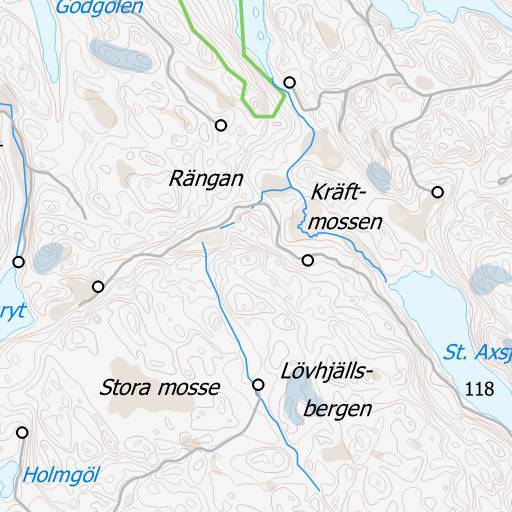 Godgölen
Rängan
Kräft-
mossen
ryt
St. Axsj
118
Lövhjälls-
bergen
Stora mosse
Holmgöl